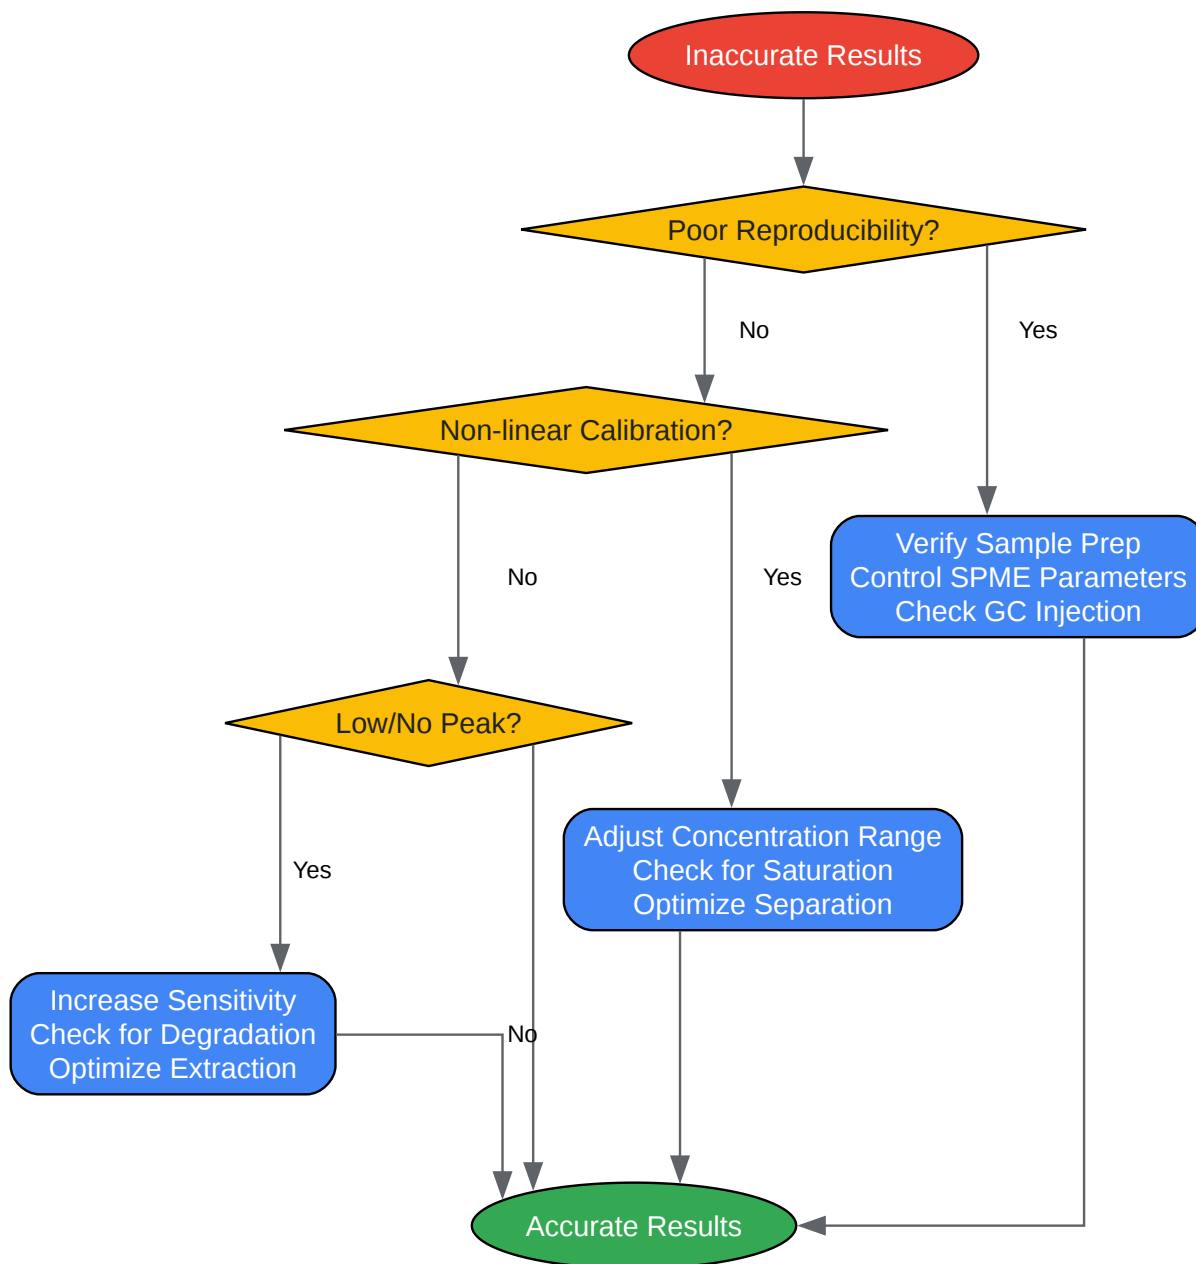 Inaccurate Results
Poor Reproducibility?
No
Yes
Non-linear Calibration?
Verify Sample Prep
Control SPME Parameters
Check GC Injection
No
Yes
Low/No Peak?
Adjust Concentration Range
Check for Saturation
Optimize Separation
Yes
Increase Sensitivity
Check for Degradation
Optimize Extraction
No
Accurate Results